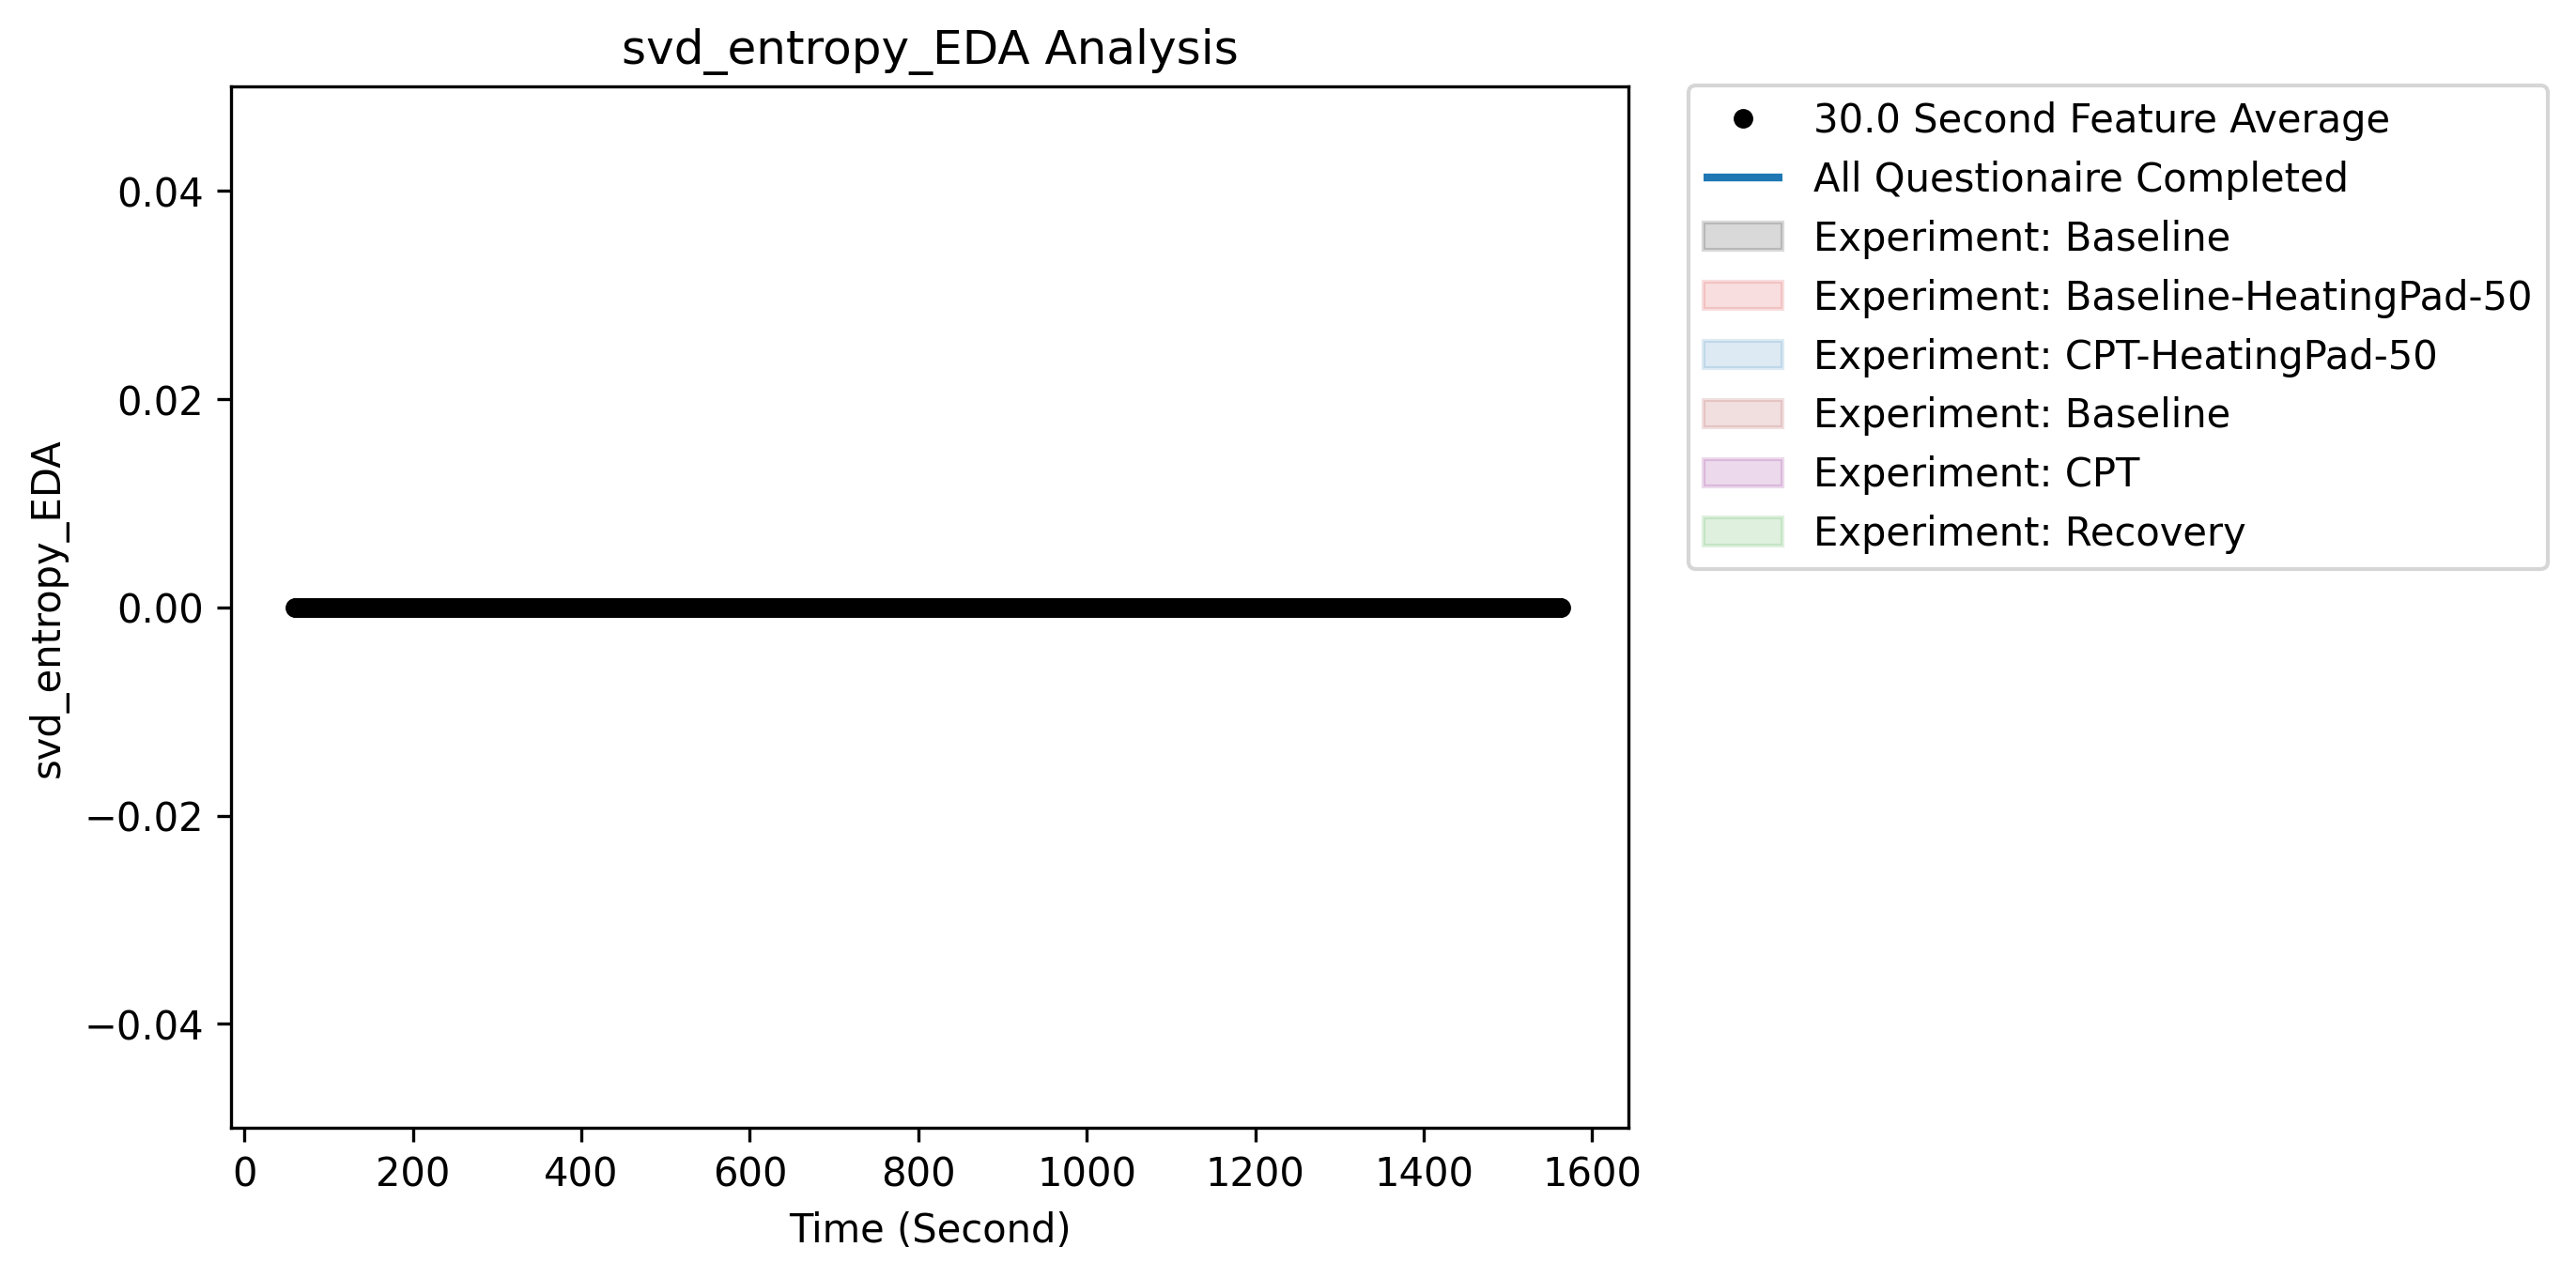 svd_entropy_EDA Analysis
svd_entropy_EDA
0.04
0.02
0.00
−0.02
−0.04
0 200 400 600 800 1000 1200 1400 1600
Time (Second)
30.0 Second Feature Average
All Questionaire Completed
Experiment: Baseline
Experiment: Baseline-HeatingPad-50
Experiment: CPT-HeatingPad-50
Experiment: Baseline
Experiment: CPT
Experiment: Recovery